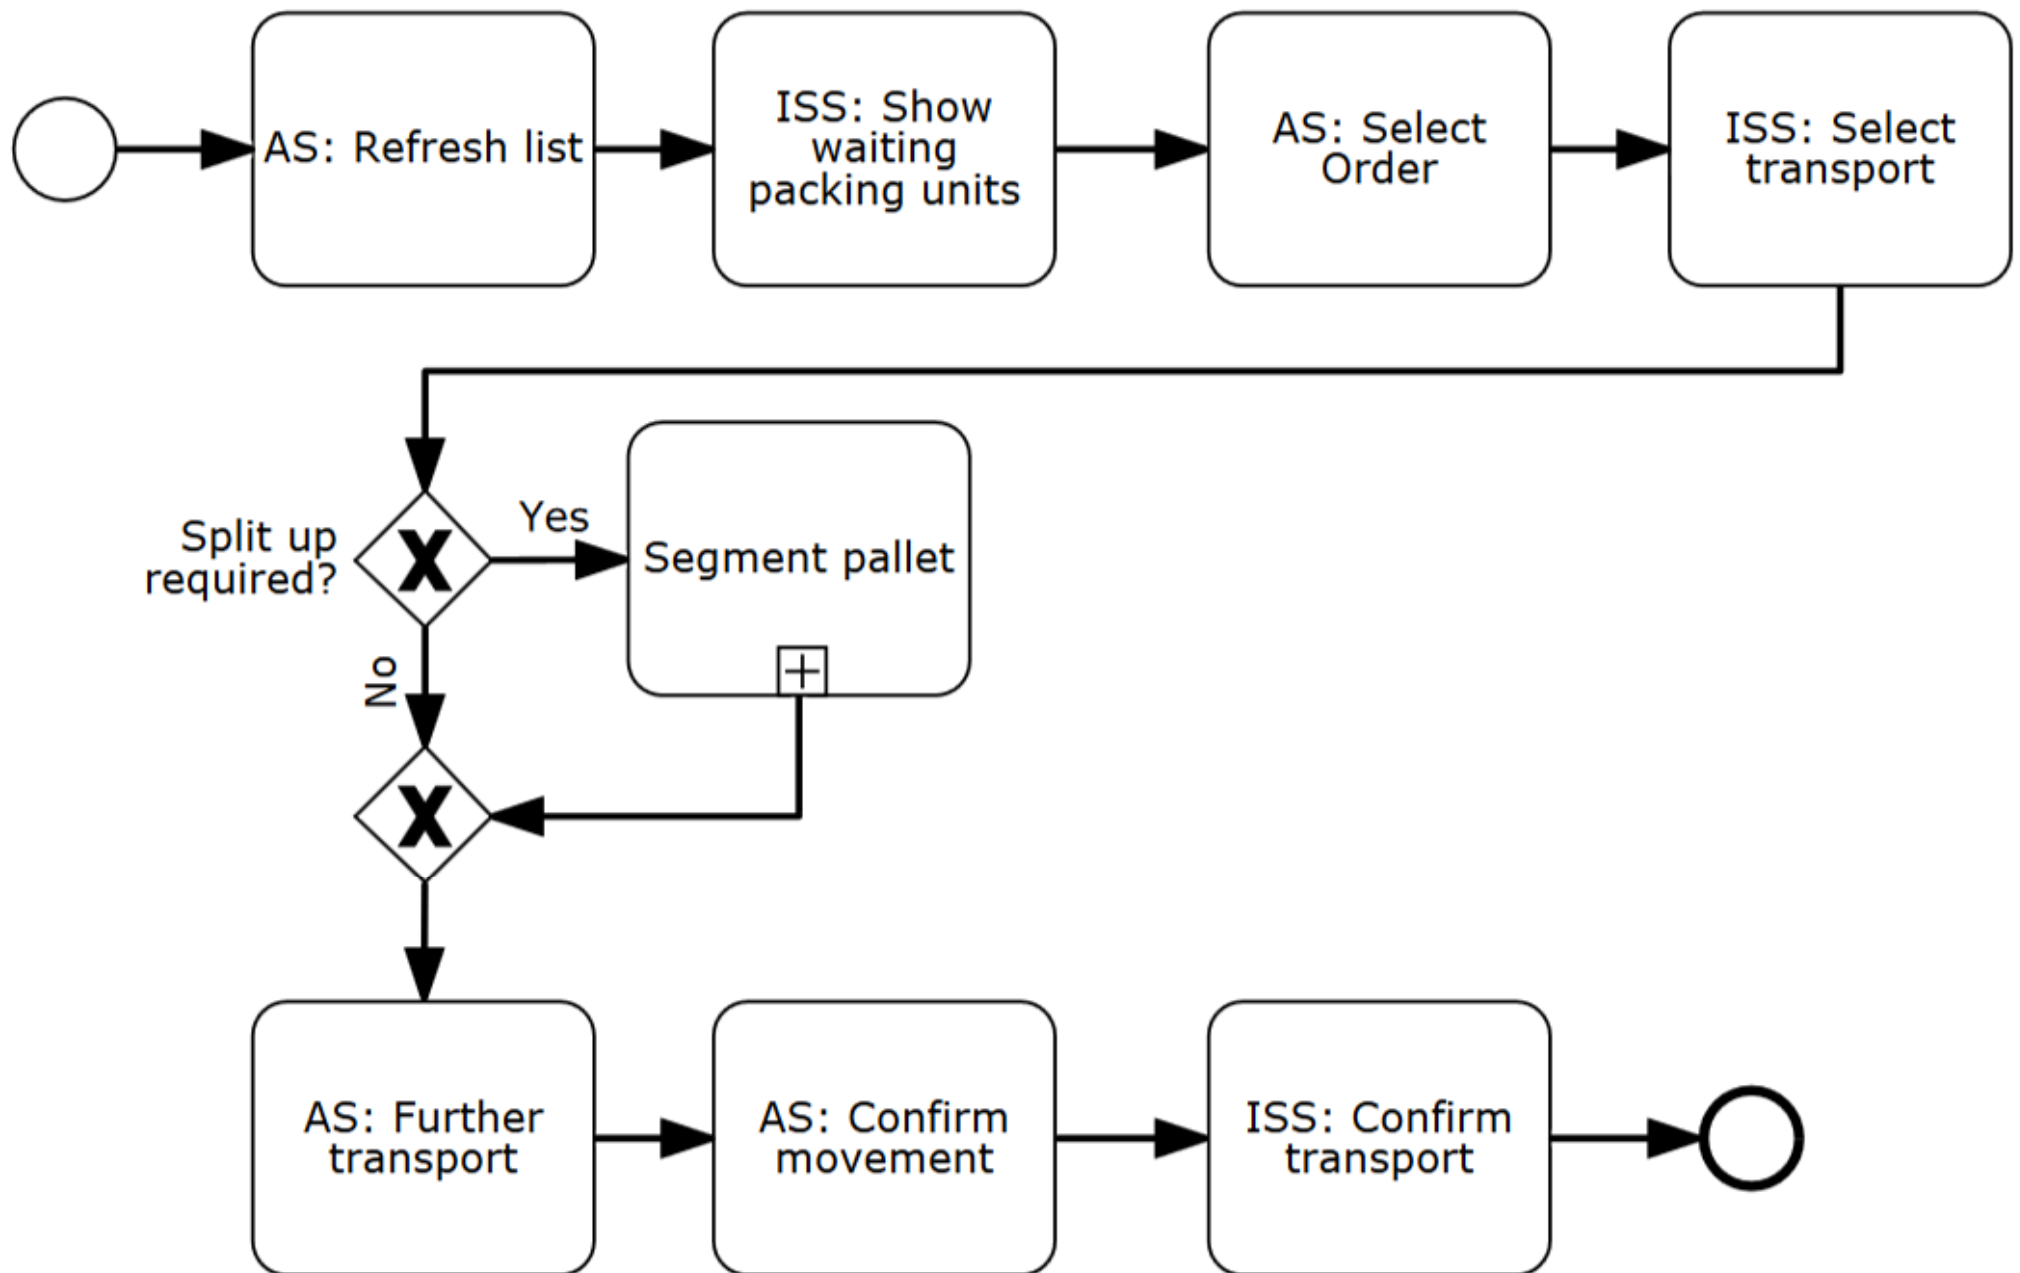 AS: Refresh list
ISS: Show
waiting
packing units
AS: Select
Order
ISS: Select
transport
Split up
required?
Yes
Segment pallet
No
AS: Further
transport
AS: Confirm
movement
ISS: Confirm
transport